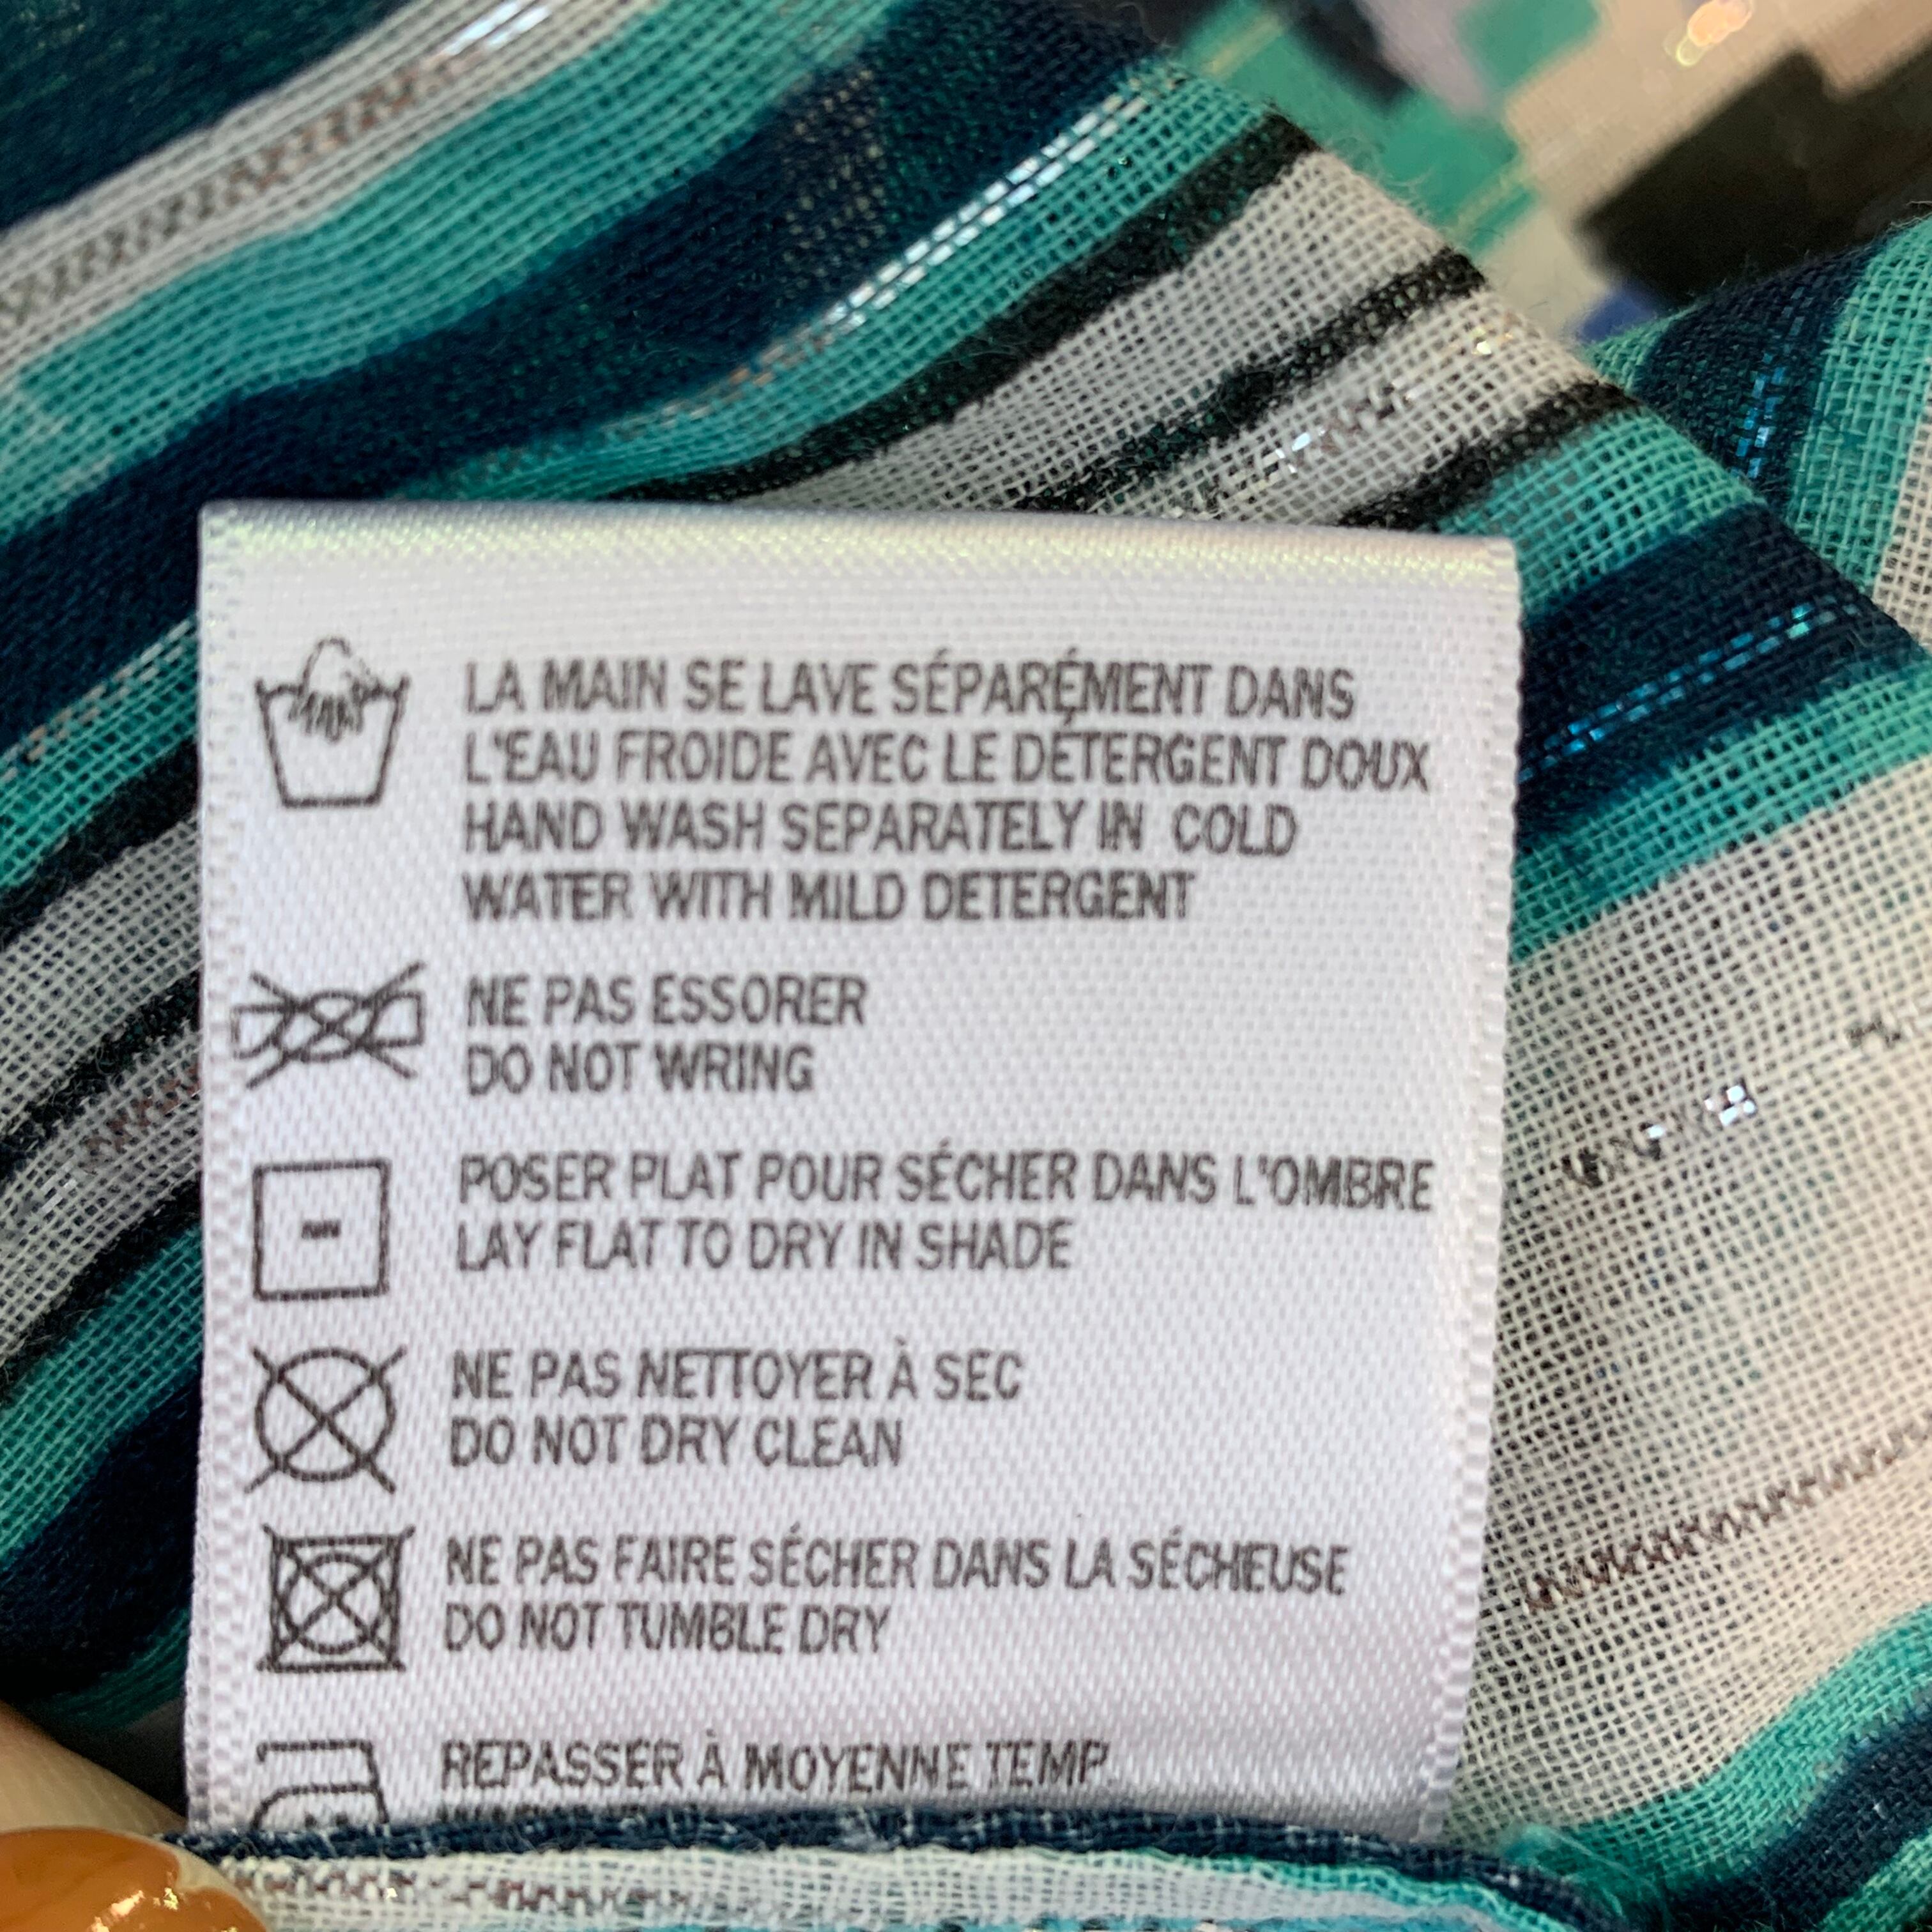 LA MAIN SE LAVE SÉPARÉMENT DANS
L'EAU FROIDE AVEC LE DÉTERGENT DOUX
HAND WASH SEPARATELY IN COLD
WATER WITH MILD DETERGENT
NE PAS ESSORER
DO NOT WRING
POSER PLAT POUR SÉCHER DANS L'OMBRE
LAY FLAT TO DRY IN SHADE
NE PAS NETTOYER À SEC
DO NOT DRY CLEAN
NE PAS FAIRE SÉCHER DANS LA SÉCHEUSE
DO NOT TUMBLE DRY
REPASSER À MOYENNE TEMP